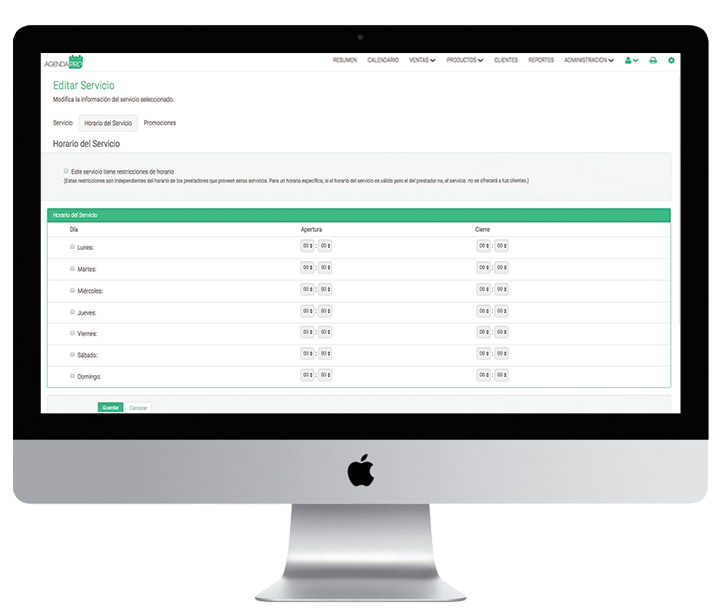 AGENDA PRO
RESUMEN CALENDARIO VENTAS PRODUCTOS CLIENTES REPORTES ADMINISTRACION
Editar Servicio
Modifica la información del servicio seleccionado.
Servicio Horario del Servicio Promociones
Horario del Servicio
Este servicio tiene restricciones de horario
(Estas restricciones son independientes del horario de los prestadores que proveen estos servicios. Para un horario específico, si el horario del servicio es válido pero el del prestador no, el servicio no se ofrecerá a tus clientes.)
Horario del Servicio
Día Apertura Cierre
Lunes: 00 : 00 00 : 00
Martes: 00 : 00 00 : 00
Miércoles: 00 : 00 00 : 00
Jueves: 00 : 00 00 : 00
Viernes: 00 : 00 00 : 00
Sábado: 00 : 00 00 : 00
Domingo: 00 : 00 00 : 00
Guardar Cancelar